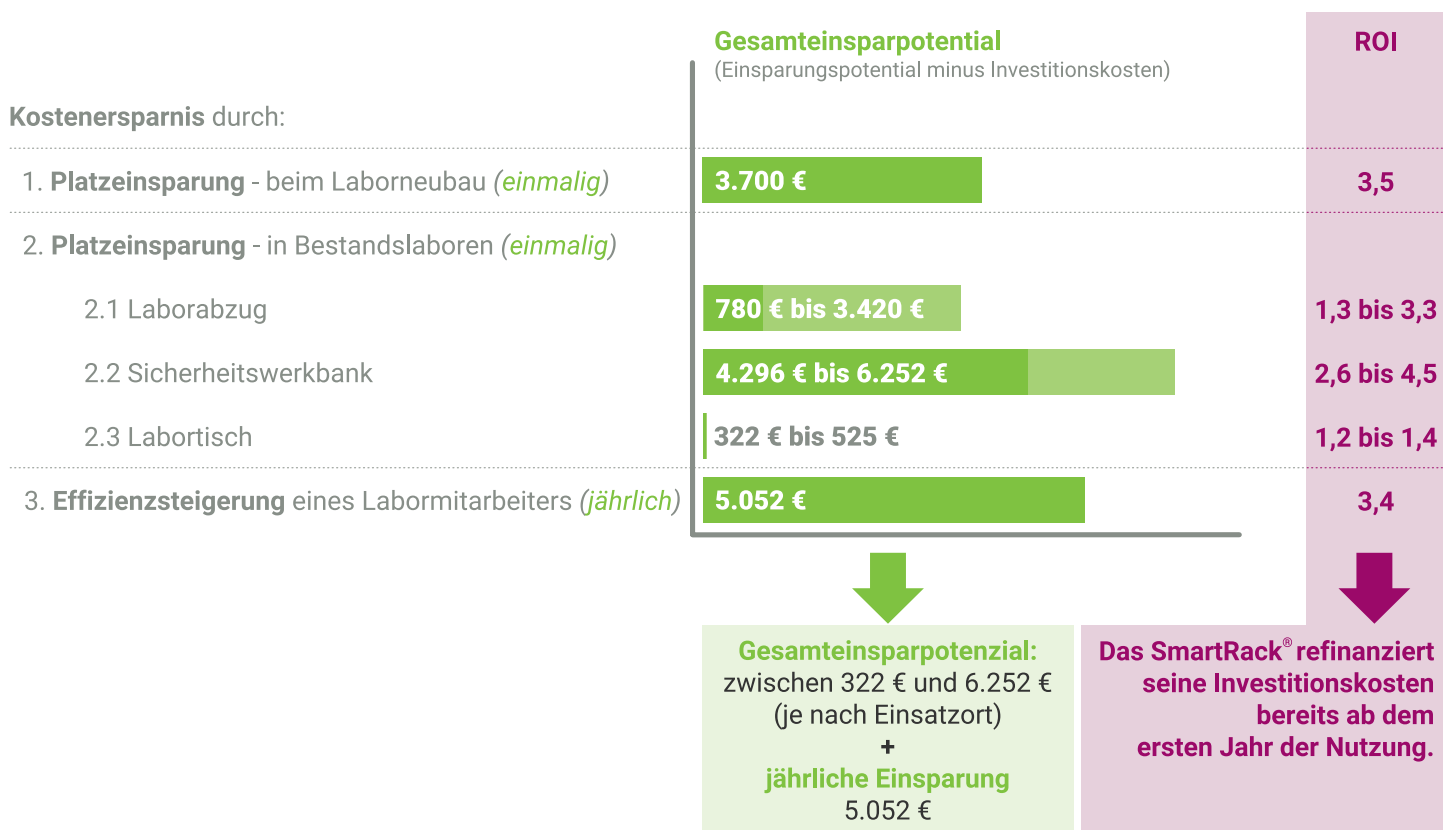 Gesamteinsparpotential
(Einsparungspotential minus Investitionskosten)
ROI
Kostenersparnis durch:
1. Platzeinsparung - beim Laborneubau (einmalig)
3.700 €
3,5
2. Platzeinsparung - in Bestandslaboren (einmalig)
2.1 Laborabzug
780 € bis 3.420 €
1,3 bis 3,3
2.2 Sicherheitswerkbank
4.296 € bis 6.252 €
2,6 bis 4,5
2.3 Labortisch
322 € bis 525 €
1,2 bis 1,4
3. Effizienzsteigerung eines Labormitarbeiters (jährlich)
5.052 €
3,4
Gesamteinsparpotenzial:
zwischen 322 € und 6.252 €
(je nach Einsatzort)
+
jährliche Einsparung
5.052 €
Das SmartRack® refinanziert
seine Investitionskosten
bereits ab dem
ersten Jahr der Nutzung.